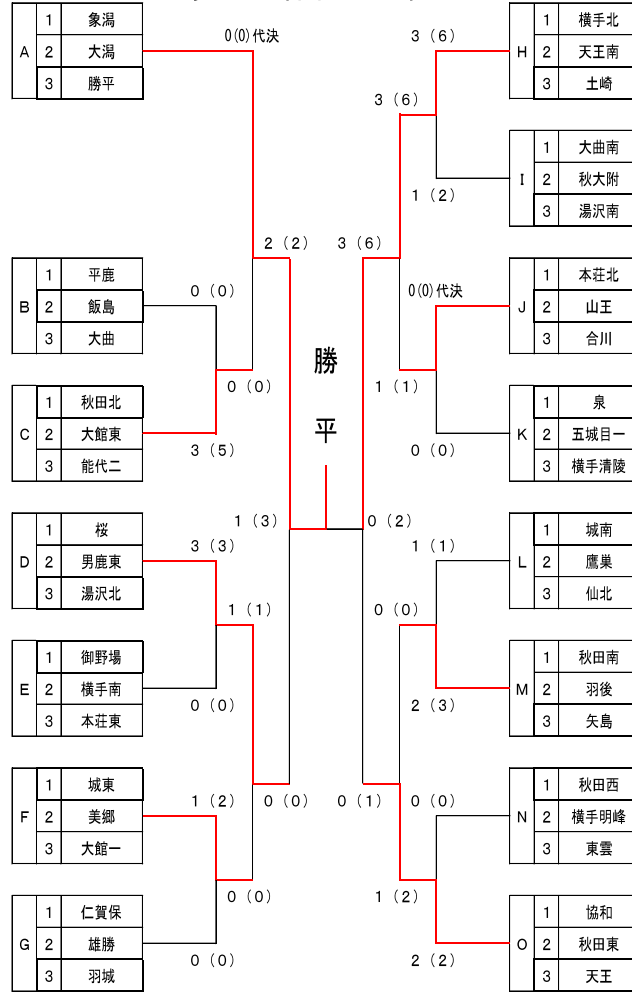 A
1 象潟
2 大潟
3 勝平
B
1 平鹿
2 飯島
3 大曲
C
1 秋田北
2 大館東
3 能代二
D
1 桜
2 男鹿東
3 湯沢北
E
1 御野場
2 横手南
3 本荘東
F
1 城東
2 美郷
3 大館一
G
1 仁賀保
2 雄勝
3 羽城
0(0)代決
2 (2)
0 (0)
0 (0)
3 (5)
1 (3)
3 (3)
1 (1)
0 (0)
0 (0)
1 (2)
0 (0)
0 (0)
勝
平
3 (6)
3 (6)
1 (2)
3 (6)
0(0)代決
1 (1)
0 (0)
0 (2)
1 (1)
0 (0)
2 (3)
0 (1)
0 (0)
1 (2)
2 (2)
H
1 横手北
2 天王南
3 土崎
I
1 大曲南
2 秋大附
3 湯沢南
J
1 本荘北
2 山王
3 合川
K
1 泉
2 五城目一
3 横手清陵
L
1 城南
2 鷹巣
3 仙北
M
1 秋田南
2 羽後
3 矢島
N
1 秋田西
2 横手明峰
3 東雲
O
1 協和
2 秋田東
3 天王